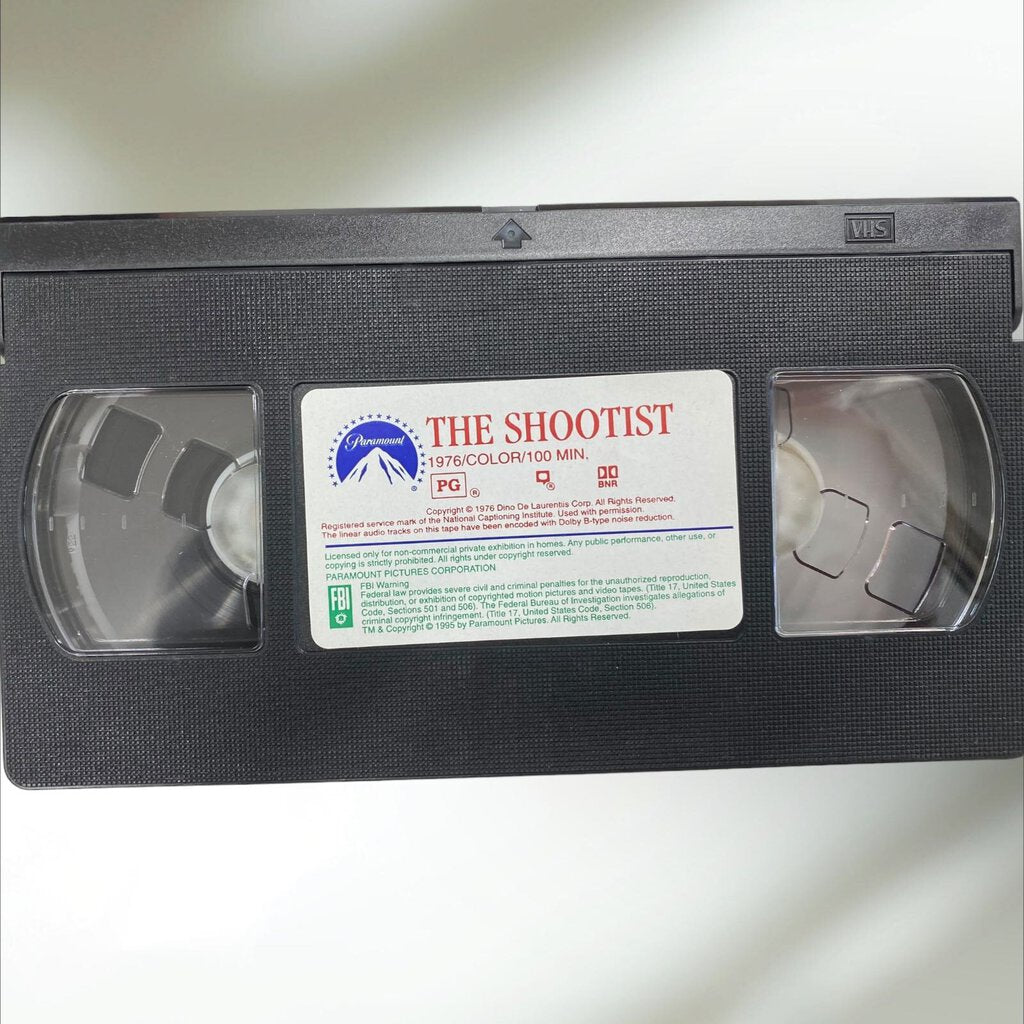 VHS
Paramount
®
THE SHOOTIST
1976/COLOR/100 MIN.
PG ® ® BNR
Copyright © 1976 Dino De Laurentiis Corp. All Rights Reserved.
Registered service mark of the National Captioning Institute. Used with permission.
The linear audio tracks on this tape have been encoded with Dolby B-type noise reduction.
Licensed only for non-commercial private exhibition in homes. Any public performance, other use, or
copying is strictly prohibited. All rights under copyright reserved.
PARAMOUNT PICTURES CORPORATION
FBI
FBI Warning
Federal law provides severe civil and criminal penalties for the unauthorized reproduction,
distribution, or exhibition of copyrighted motion pictures and video tapes. (Title 17, United States
Code, Sections 501 and 506). The Federal Bureau of Investigation investigates allegations of
criminal copyright infringement. (Title 17, United States Code, Section 506).
TM & Copyright © 1995 by Paramount Pictures. All Rights Reserved.